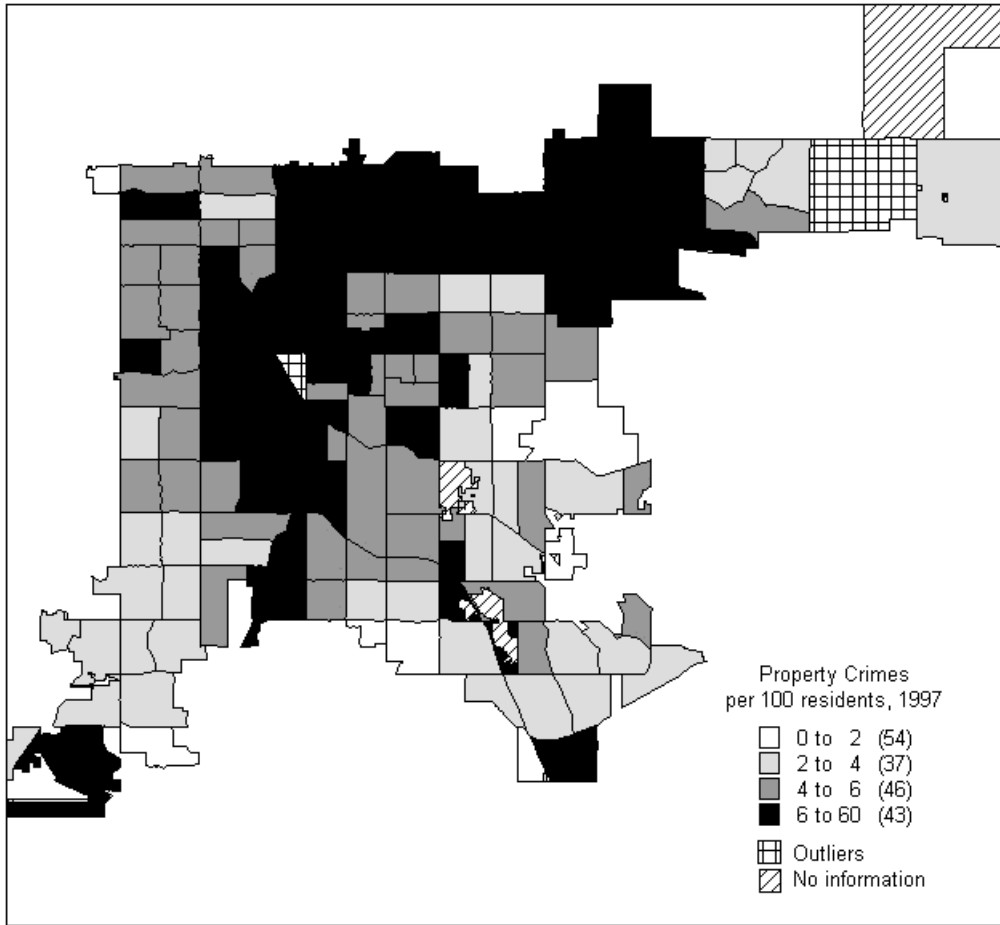 Property Crimes
per 100 residents, 1997
0 to 2 (54)
2 to 4 (37)
4 to 6 (46)
6 to 60 (43)
Outliers
No information